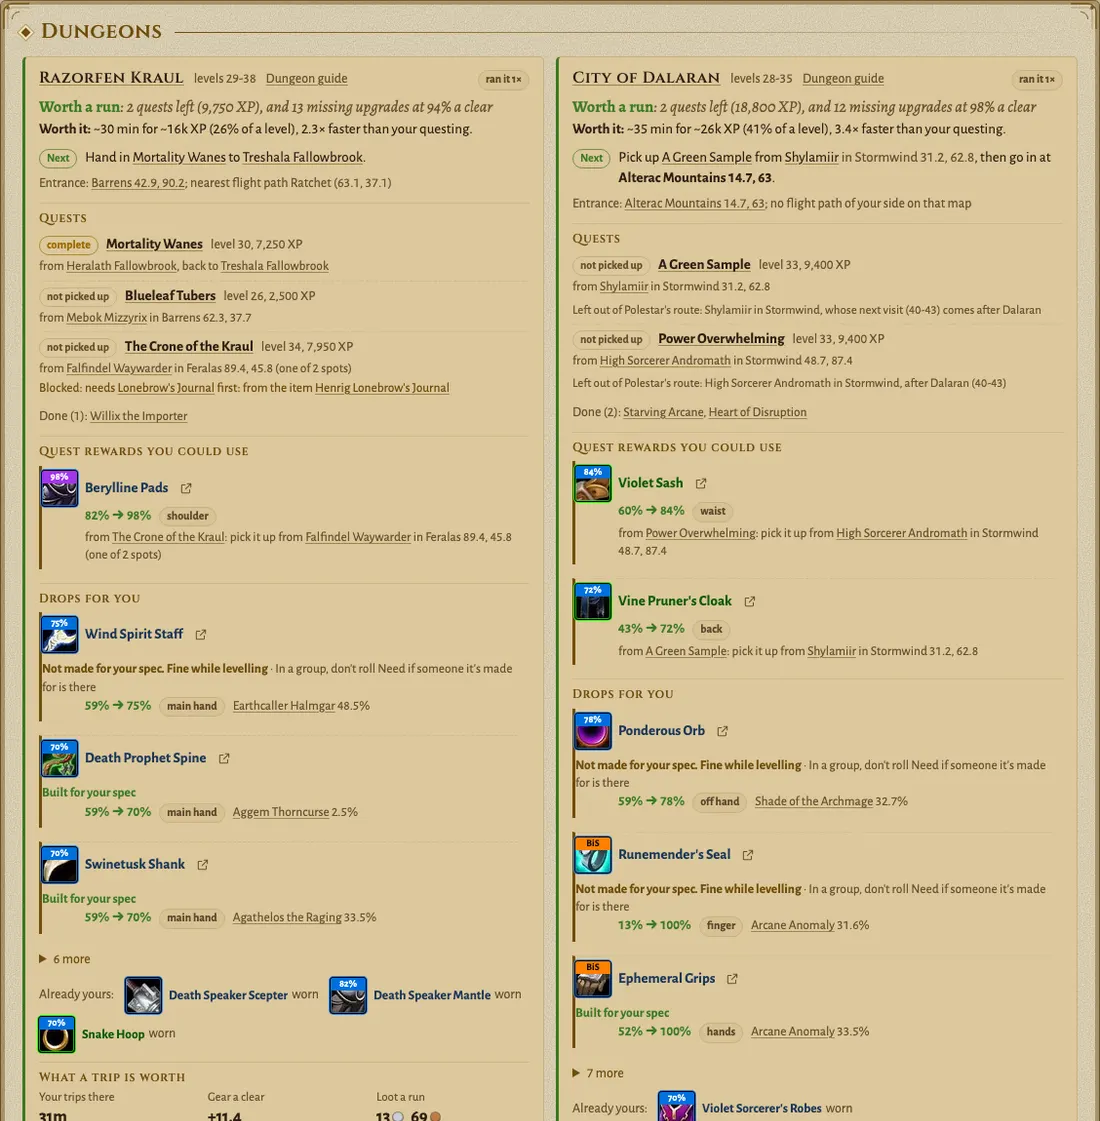 Dungeons
Razorfen Kraul levels 29-38 Dungeon guide ran it 1×
Worth a run: 2 quests left (9,750 XP), and 13 missing upgrades at 94% a clear
Worth it: ~30 min for ~16k XP (26% of a level), 2.3× faster than your questing.
Next Hand in Mortality Wanes to Treshala Fallowbrook.
Entrance: Barrens 42.9, 90.2; nearest flight path Ratchet (63.1, 37.1)
Quests
complete Mortality Wanes level 30, 7,250 XP
from Heralath Fallowbrook, back to Treshala Fallowbrook
not picked up Blueleaf Tubers level 26, 2,500 XP
from Mebok Mizzyrix in Barrens 62.3, 37.7
not picked up The Crone of the Kraul level 34, 7,950 XP
from Falfindel Waywarder in Feralas 89.4, 45.8 (one of 2 spots)
Blocked: needs Lonebrow's Journal first: from the item Henrig Lonebrow's Journal
Done (1): Willix the Importer
Quest rewards you could use
98%
Berylline Pads
82% → 98% shoulder
from The Crone of the Kraul: pick it up from Falfindel Waywarder in Feralas 89.4, 45.8
(one of 2 spots)
Drops for you
75%
Wind Spirit Staff
Not made for your spec. Fine while levelling · In a group, don't roll Need if someone it's made
for is there
59% → 75% main hand Earthcaller Halmgar 48.5%
70%
Death Prophet Spine
Built for your spec
59% → 70% main hand Aggem Thorncurse 2.5%
70%
Swinetusk Shank
Built for your spec
59% → 70% main hand Agathelos the Raging 33.5%
6 more
Already yours: Death Speaker Scepter worn 82% Death Speaker Mantle worn
70% Snake Hoop worn
What a trip is worth
Your trips there Gear a clear Loot a run
31m +11.4 13 69
City of Dalaran levels 28-35 Dungeon guide ran it 1×
Worth a run: 2 quests left (18,800 XP), and 12 missing upgrades at 98% a clear
Worth it: ~35 min for ~26k XP (41% of a level), 3.4× faster than your questing.
Next Pick up A Green Sample from Shylamiir in Stormwind 31.2, 62.8, then go in at
Alterac Mountains 14.7, 63.
Entrance: Alterac Mountains 14.7, 63; no flight path of your side on that map
Quests
not picked up A Green Sample level 33, 9,400 XP
from Shylamiir in Stormwind 31.2, 62.8
Left out of Polestar's route: Shylamiir in Stormwind, whose next visit (40-43) comes after Dalaran
not picked up Power Overwhelming level 33, 9,400 XP
from High Sorcerer Andromath in Stormwind 48.7, 87.4
Left out of Polestar's route: High Sorcerer Andromath in Stormwind, after Dalaran (40-43)
Done (2): Starving Arcane, Heart of Disruption
Quest rewards you could use
84%
Violet Sash
60% → 84% waist
from Power Overwhelming: pick it up from High Sorcerer Andromath in Stormwind
48.7, 87.4
72%
Vine Pruner's Cloak
43% → 72% back
from A Green Sample: pick it up from Shylamiir in Stormwind 31.2, 62.8
Drops for you
78%
Ponderous Orb
Not made for your spec. Fine while levelling · In a group, don't roll Need if someone it's made
for is there
59% → 78% off hand Shade of the Archmage 32.7%
BiS
Runemender's Seal
Not made for your spec. Fine while levelling · In a group, don't roll Need if someone it's made
for is there
13% → 100% finger Arcane Anomaly 31.6%
BiS
Ephemeral Grips
Built for your spec
52% → 100% hands Arcane Anomaly 33.5%
7 more
Already yours: 70% Violet Sorcerer's Robes worn